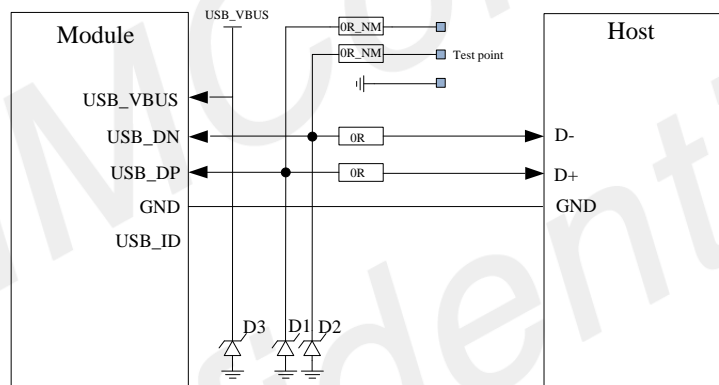 USB_VBUS
Module
Host
0R_NM
0R_NM
Test point
USB_VBUS
USB_DN
0R
D-
USB_DP
0R
D+
GND
GND
USB_ID
D3
D1
D2